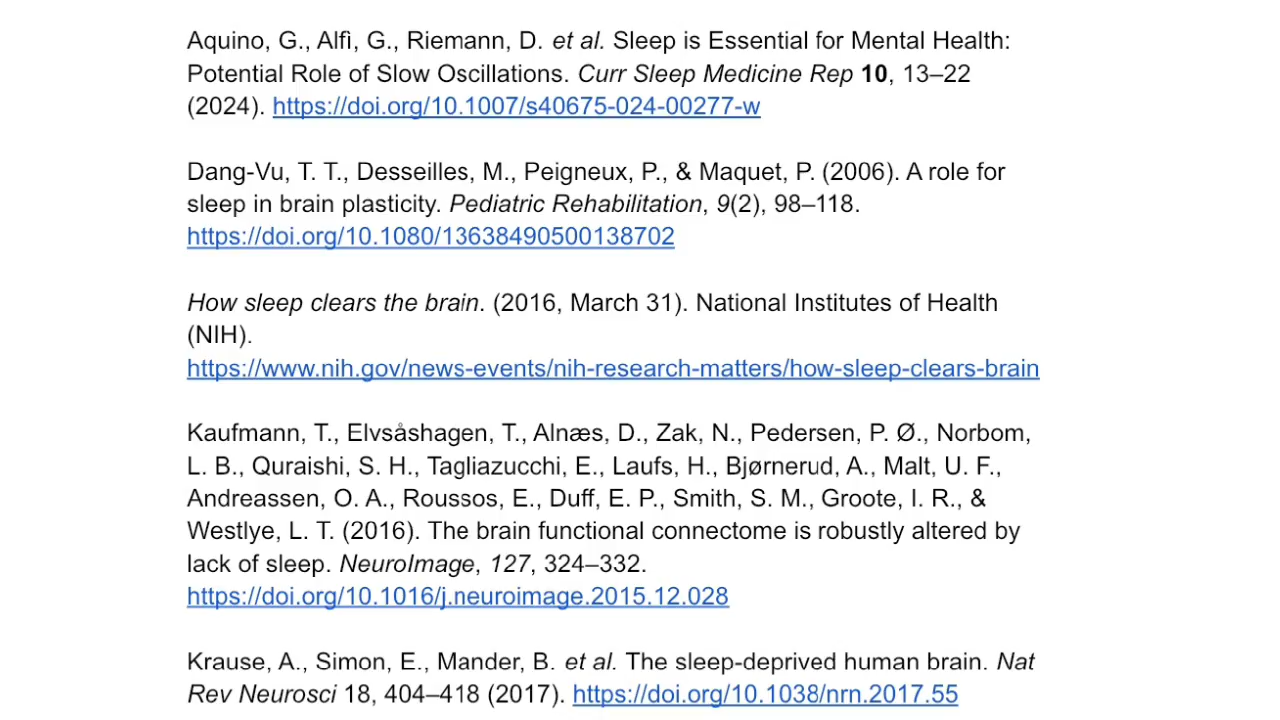 Aquino, G., Alfì, G., Riemann, D. et al. Sleep is Essential for Mental Health:
Potential Role of Slow Oscillations. Curr Sleep Medicine Rep 10, 13–22
(2024). https://doi.org/10.1007/s40675-024-00277-w
Dang-Vu, T. T., Desseilles, M., Peigneux, P., & Maquet, P. (2006). A role for
sleep in brain plasticity. Pediatric Rehabilitation, 9(2), 98–118.
https://doi.org/10.1080/13638490500138702
How sleep clears the brain. (2016, March 31). National Institutes of Health
(NIH).
https://www.nih.gov/news-events/nih-research-matters/how-sleep-clears-brain
Kaufmann, T., Elvsåshagen, T., Alnæs, D., Zak, N., Pedersen, P. Ø., Norbom,
L. B., Quraishi, S. H., Tagliazucchi, E., Laufs, H., Bjørnerud, A., Malt, U. F.,
Andreassen, O. A., Roussos, E., Duff, E. P., Smith, S. M., Groote, I. R., &
Westlye, L. T. (2016). The brain functional connectome is robustly altered by
lack of sleep. NeuroImage, 127, 324–332.
https://doi.org/10.1016/j.neuroimage.2015.12.028
Krause, A., Simon, E., Mander, B. et al. The sleep-deprived human brain. Nat
Rev Neurosci 18, 404–418 (2017). https://doi.org/10.1038/nrn.2017.55